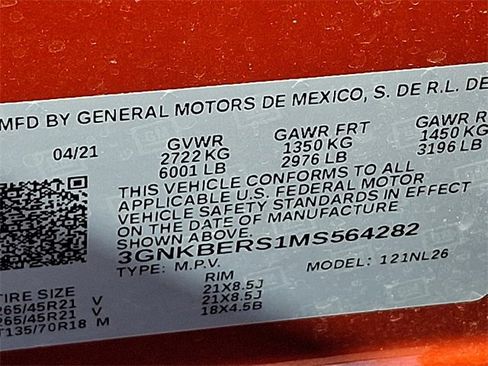 MFD BY GENERAL MOTORS DE MEXICO, S. DE R.L. DE
04/21 GVWR GAWR FRT GAWR R
2722 KG 1350 KG 1450 KG
6001 LB 2976 LB 3196 LB
THIS VEHICLE CONFORMS TO ALL
APPLICABLE U.S. FEDERAL MOTOR
VEHICLE SAFETY STANDARDS IN EFFECT
ON THE DATE OF MANUFACTURE
SHOWN ABOVE.
3GNKBERS1MS564282
TYPE: M.P.V. MODEL: 121NL26
TIRE SIZE RIM
265/45R21 V 21X8.5J
265/45R21 V 21X8.5J
T135/70R18 M 18X4.5B